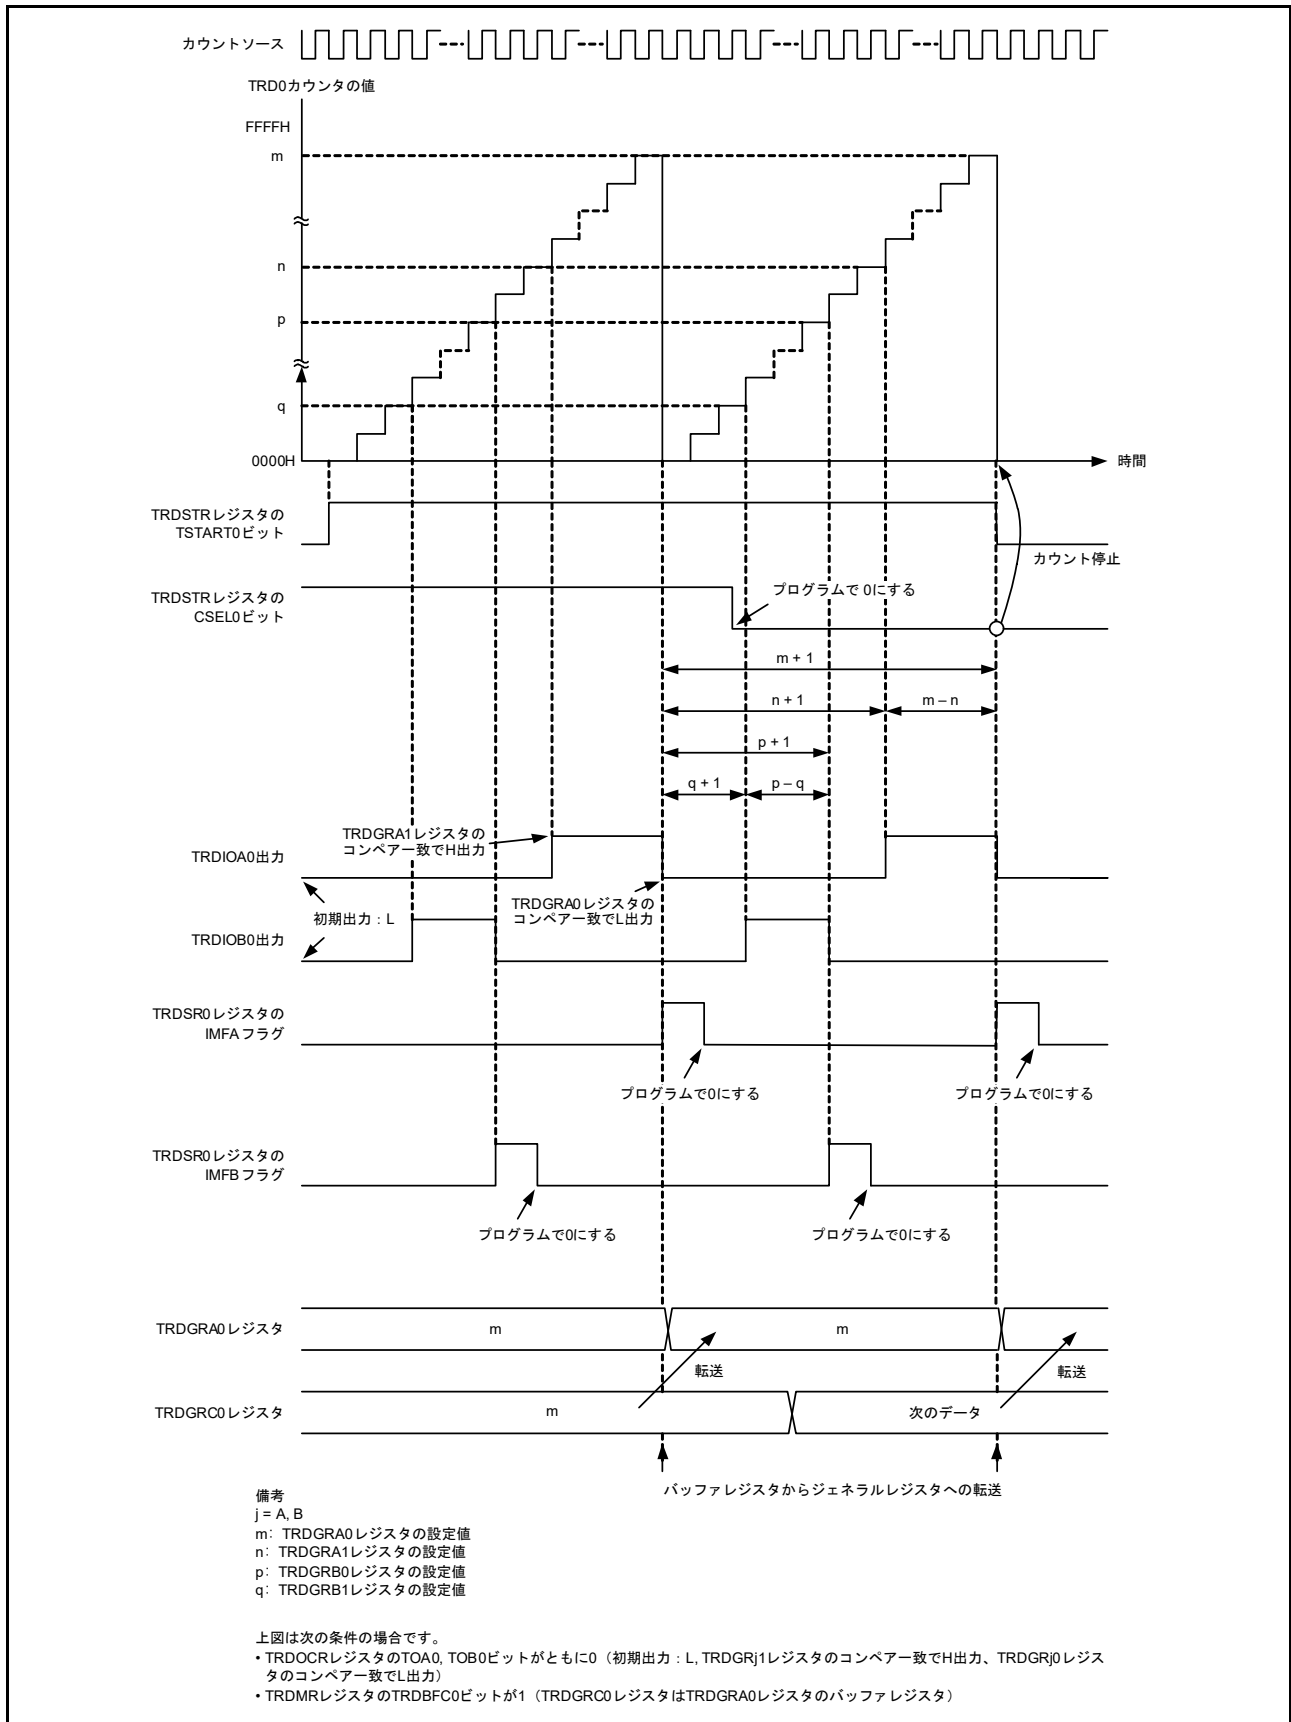 カウントソース
TRD0カウンタの値
FFFFH
m
n
p
q
0000H
時間
TRDSTRレジスタの
TSTART0ビット
カウント停止
TRDSTRレジスタの
CSEL0ビット
プログラムで 0にする
m + 1
n + 1
m – n
p + 1
q + 1
p – q
TRDGRA1レジスタの
コンペア一致でH出力
TRDIOA0出力
TRDGRA0レジスタの
コンペア一致でL出力
初期出力：L
TRDIOB0出力
TRDSR0レジスタの
IMFAフラグ
プログラムで0にする
プログラムで0にする
TRDSR0レジスタの
IMFBフラグ
プログラムで0にする
プログラムで0にする
TRDGRA0レジスタ
m
m
転送
転送
TRDGRC0レジスタ
m
次のデータ
バッファレジスタからジェネラルレジスタへの転送
備考
j = A, B
m: TRDGRA0レジスタの設定値
n: TRDGRA1レジスタの設定値
p: TRDGRB0レジスタの設定値
q: TRDGRB1レジスタの設定値
上図は次の条件の場合です。
• TRDOCRレジスタのTOA0, TOB0ビットがともに0（初期出力：L, TRDGRj1レジスタのコンペア一致でH出力、TRDGRj0レジス
タのコンペア一致でL出力）
• TRDMRレジスタのTRDBFC0ビットが1（TRDGRC0レジスタはTRDGRA0レジスタのバッファレジスタ）